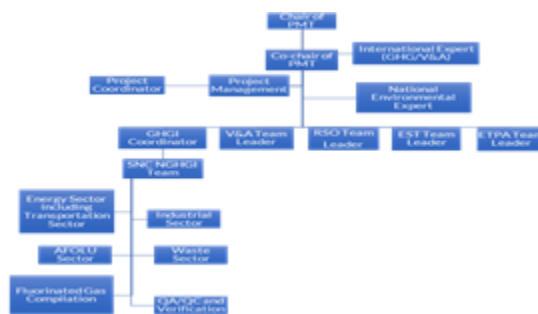 Chair of
PMT
Co-chair of
PMT
International Expert
(GHG/V&A)
Project
Coordinator
Project
Management
National
Environmental
Expert
GHGI
Coordinator
V&A Team
Leader
RSO Team
Leader
EST Team
Leader
ETPA Team
Leader
SNC NGHGI
Team
Energy Sector
Including
Transportation
Sector
Industrial
Sector
AFOLU
Sector
Waste
Sector
Fluorinated Gas
Compilation
QA/QC and
Verification